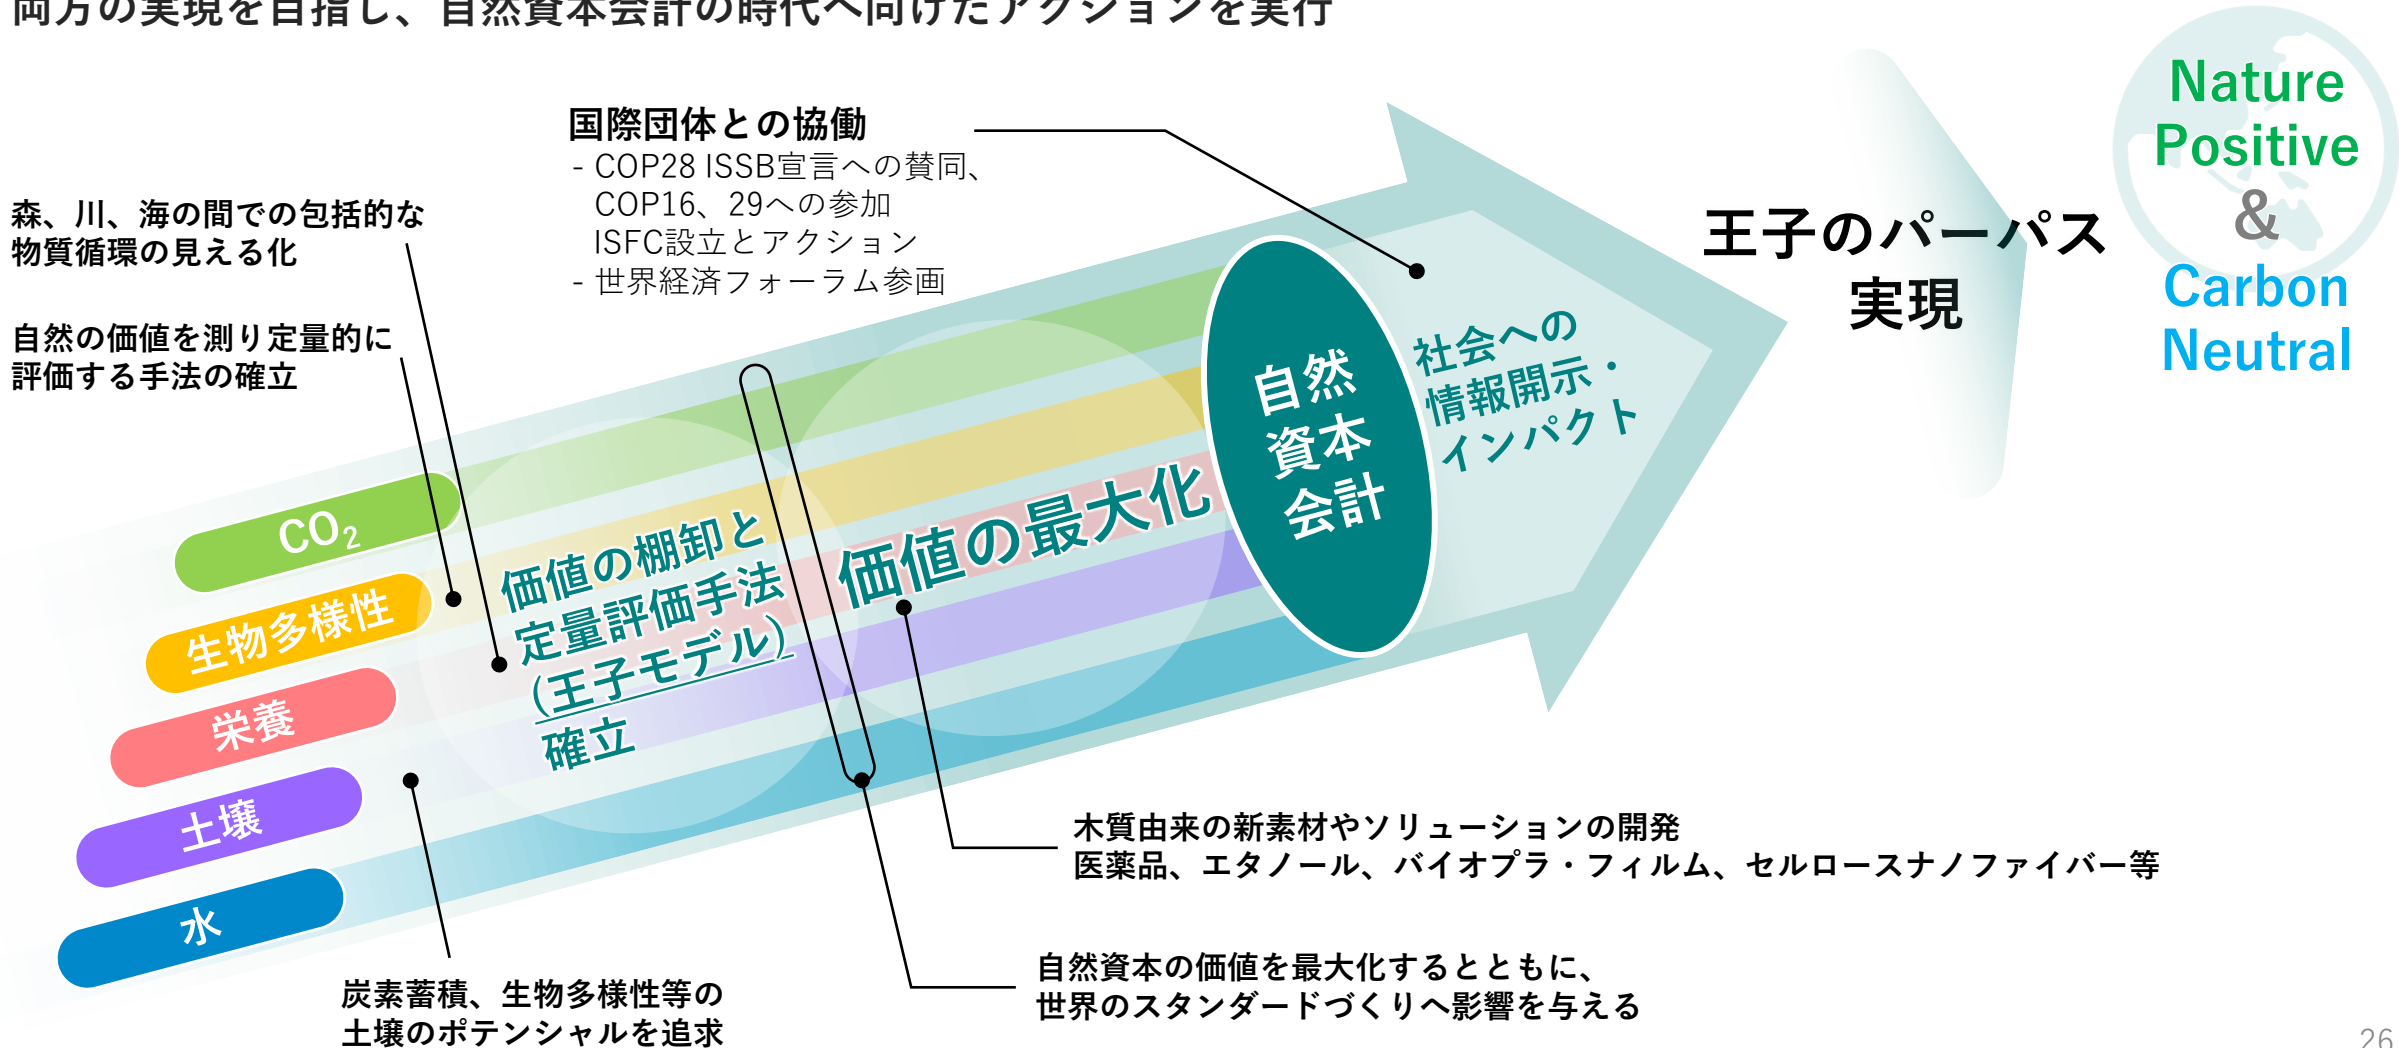 両方の実現を目指し、自然資本会計の時代へ向けたアクションを実行
国際団体との協働
- COP28 ISSB宣言への賛同、
COP16、29への参加
ISFC設立とアクション
- 世界経済フォーラム参画
森、川、海の間での包括的な
物質循環の見える化
自然の価値を測り定量的に
評価する手法の確立
CO₂
生物多様性
栄養
土壌
水
価値の棚卸と
定量評価手法
(王子モデル)
確立
価値の最大化
自然
資本
会計
社会への
情報開示・
インパクト
王子のパーパス
実現
Nature
Positive
&
Carbon
Neutral
木質由来の新素材やソリューションの開発
医薬品、エタノール、バイオプラ・フィルム、セルロースナノファイバー等
自然資本の価値を最大化するとともに、
世界のスタンダードづくりへ影響を与える
炭素蓄積、生物多様性等の
土壌のポテンシャルを追求
26